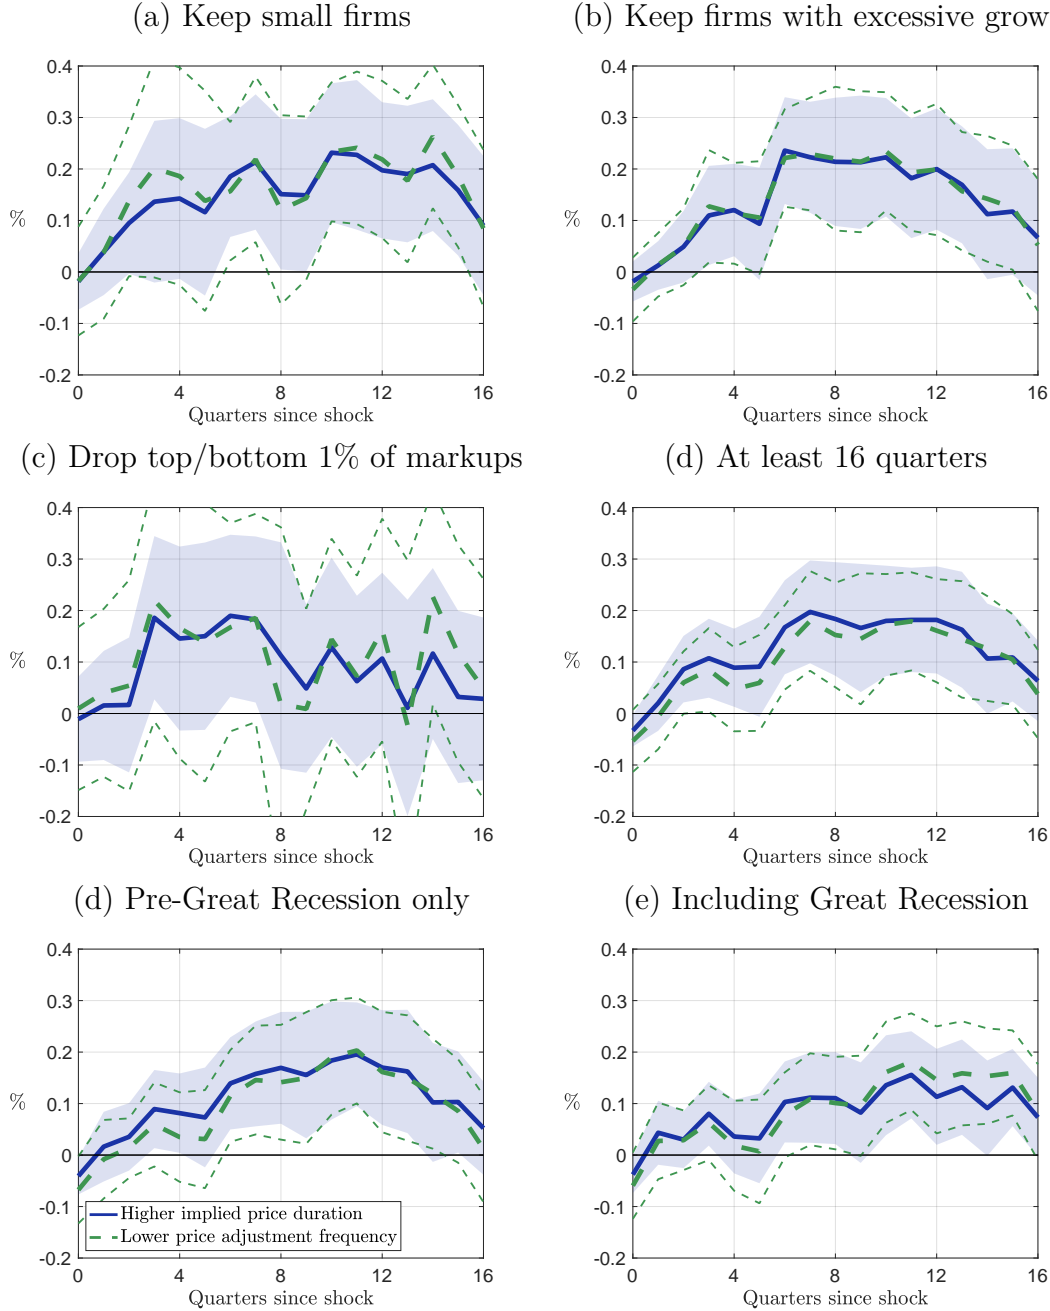 (a) Keep small firms
0.4
0.3
0.2
0.1
0
-0.1
-0.2
%
0 4 8 12 16
Quarters since shock
(b) Keep firms with excessive grow
0.4
0.3
0.2
0.1
0
-0.1
-0.2
%
0 4 8 12 16
Quarters since shock
(c) Drop top/bottom 1% of markups
0.4
0.3
0.2
0.1
0
-0.1
-0.2
%
0 4 8 12 16
Quarters since shock
(d) At least 16 quarters
0.4
0.3
0.2
0.1
0
-0.1
-0.2
%
0 4 8 12 16
Quarters since shock
(d) Pre-Great Recession only
0.4
0.3
0.2
0.1
0
-0.1
-0.2
%
Higher implied price duration
Lower price adjustment frequency
0 4 8 12 16
Quarters since shock
(e) Including Great Recession
0.4
0.3
0.2
0.1
0
-0.1
-0.2
%
0 4 8 12 16
Quarters since shock